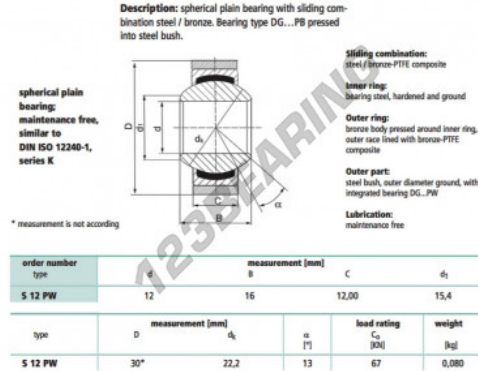 Description: spherical plain bearing with sliding com-
bination steel / bronze. Bearing type DG...PB pressed
into steel bush.
spherical plain
bearing;
maintenance free,
similar to
DIN ISO 12240-1,
series K
* measurement is not according
D
d₁
d
dₖ
C
B
α
Sliding combination:
steel / bronze-PTFE composite
Inner ring:
bearing steel, hardened and ground
Outer ring:
bronze body pressed around inner ring,
outer race lined with bronze-PTFE
composite
Outer part:
steel bush, outer diameter ground, with
integrated bearing DG...PW
Lubrication:
maintenance free
123BEARING
order number measurement [mm]
type d B C d₁
S 12 PW 12 16 12,00 15,4
measurement [mm] load rating weight
type D dₖ α C₀
[°] [KN] [kg]
S 12 PW 30* 22,2 13 67 0,080